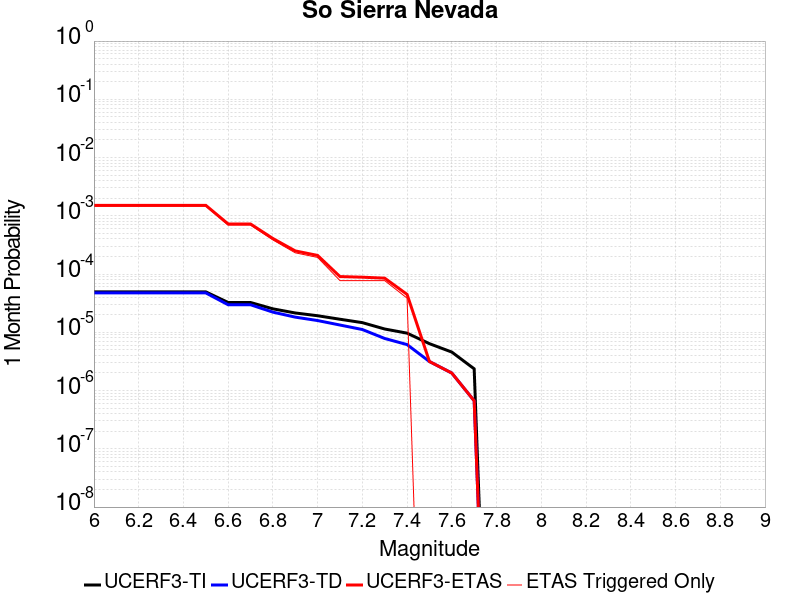 So Sierra Nevada
10 0
10 -1
10 -2
10 -3
10 -4
10 -5
10 -6
10 -7
10 -8
1 Month Probability
6 6.2 6.4 6.6 6.8 7 7.2 7.4 7.6 7.8 8 8.2 8.4 8.6 8.8 9
Magnitude
UCERF3-TI UCERF3-TD UCERF3-ETAS ETAS Triggered Only